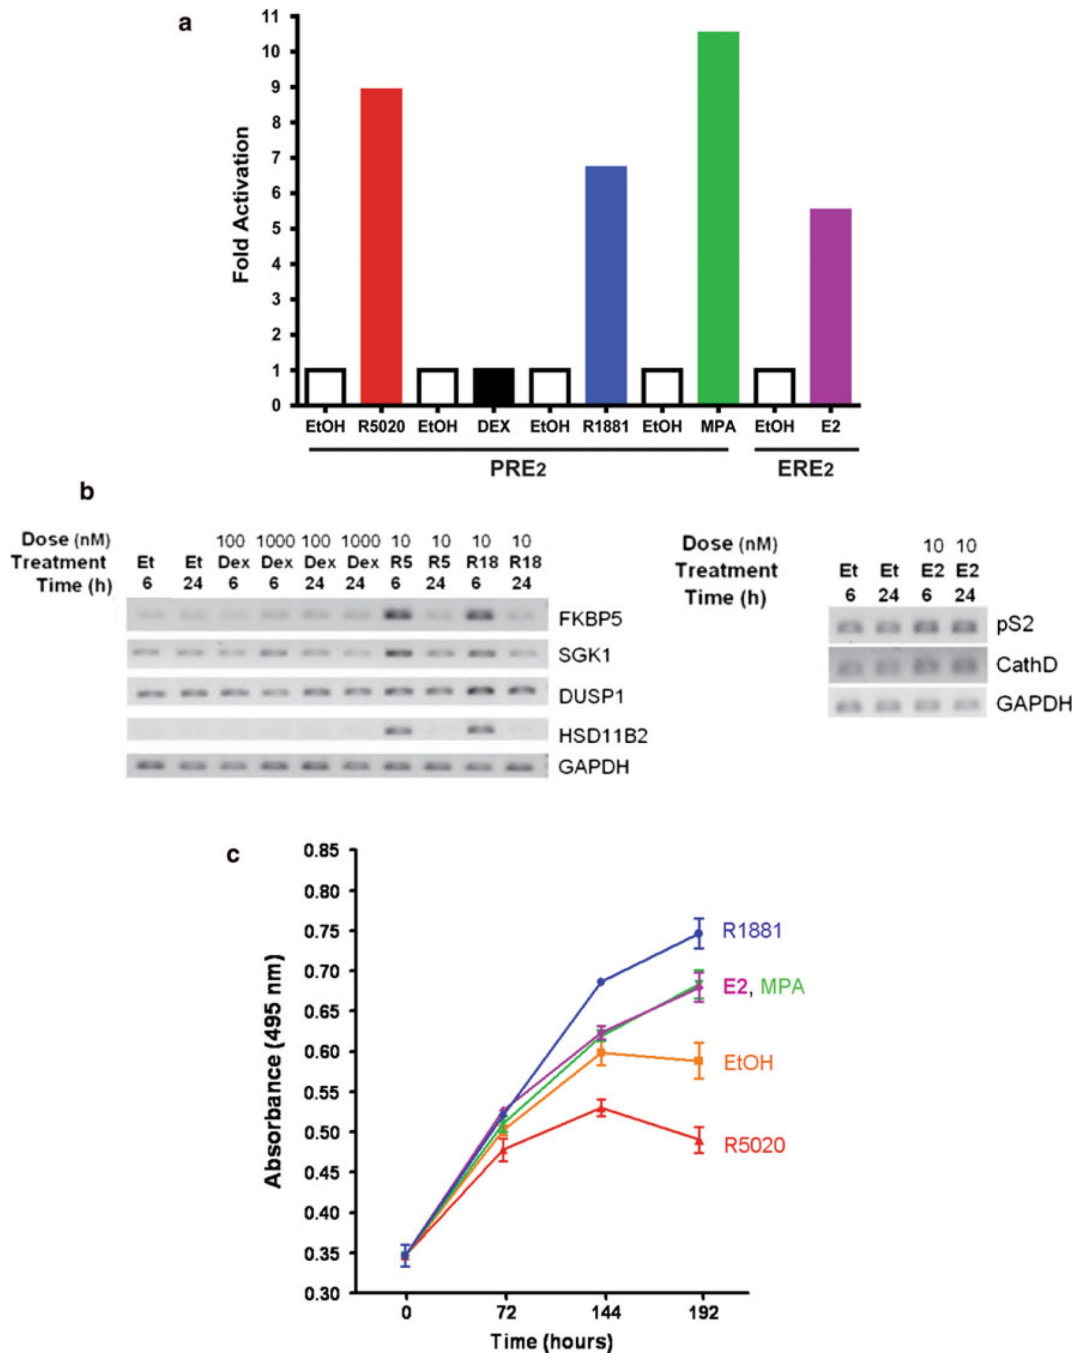 a
11
10
9
8
7
6
5
4
3
2
1
0
Fold Activation
EtOH R5020 EtOH DEX EtOH R1881 EtOH MPA EtOH E2
PRE2 ERE2
b
Dose (nM) 100 1000 100 1000 10 10 10 10
Treatment Et Et Dex Dex Dex Dex R5 R5 R18 R18
Time (h) 6 24 6 6 24 24 6 24 6 24
FKBP5
SGK1
DUSP1
HSD11B2
GAPDH
Dose (nM) 10 10
Treatment Et Et E2 E2
Time (h) 6 24 6 24
pS2
CathD
GAPDH
c
0.85
0.80
0.75
0.70
0.65
0.60
0.55
0.50
0.45
0.40
0.35
0.30
Absorbance (495 nm)
R1881
E2, MPA
EtOH
R5020
0 72 144 192
Time (hours)